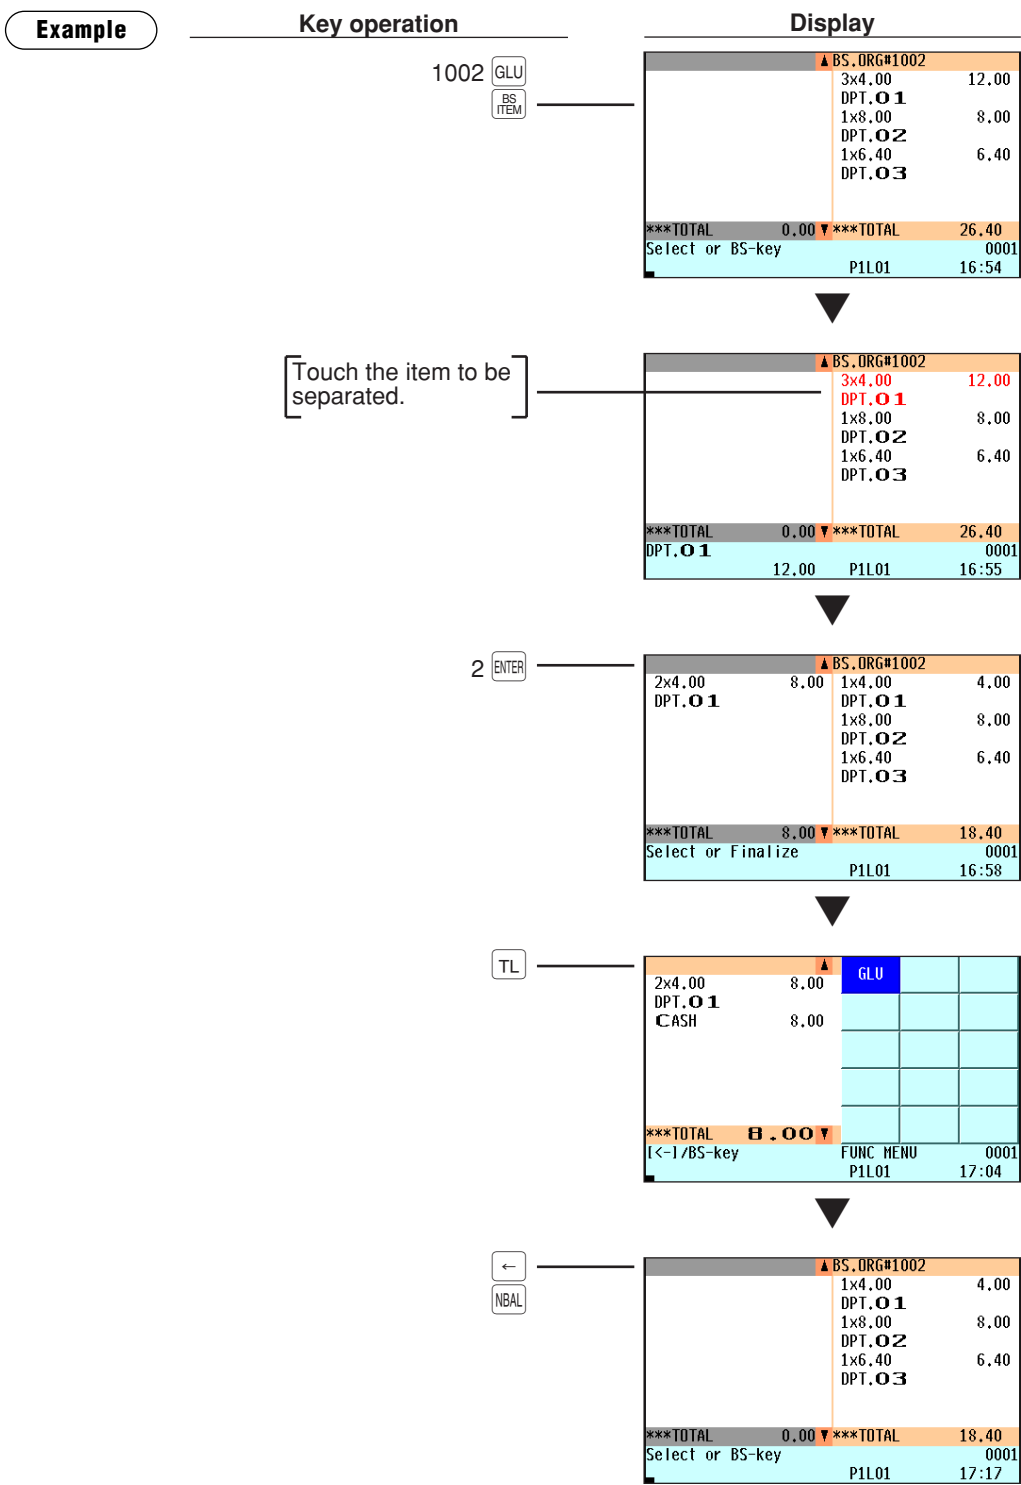 Example
Key operation
Display
1002 GLU
BS ITEM
BS.ORG#1002
3x4.00 12.00
DPT.01
1x8.00 8.00
DPT.02
1x6.40 6.40
DPT.03
***TOTAL 0.00 ***TOTAL 26.40
Select or BS-key 0001
P1L01 16:54
Touch the item to be
separated.
BS.ORG#1002
3x4.00 12.00
DPT.01
1x8.00 8.00
DPT.02
1x6.40 6.40
DPT.03
***TOTAL 0.00 ***TOTAL 26.40
DPT.01 0001
12.00 P1L01 16:55
2 ENTER
BS.ORG#1002
2x4.00 8.00 1x4.00 4.00
DPT.01 DPT.01
1x8.00 8.00
DPT.02
1x6.40 6.40
DPT.03
***TOTAL 8.00 ***TOTAL 18.40
Select or Finalize 0001
P1L01 16:58
TL
GLU
2x4.00 8.00
DPT.01
CASH 8.00
***TOTAL 8.00
[<-]/BS-key FUNC MENU 0001
P1L01 17:04
←
NBAL
BS.ORG#1002
1x4.00 4.00
DPT.01
1x8.00 8.00
DPT.02
1x6.40 6.40
DPT.03
***TOTAL 0.00 ***TOTAL 18.40
Select or BS-key 0001
P1L01 17:17